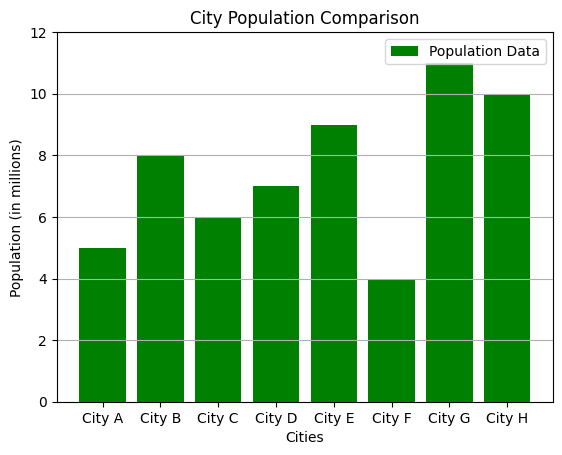 City Population Comparison
Population Data
Population (in millions)
12
10
8
6
4
2
0
City A City B City C City D City E City F City G City H
Cities